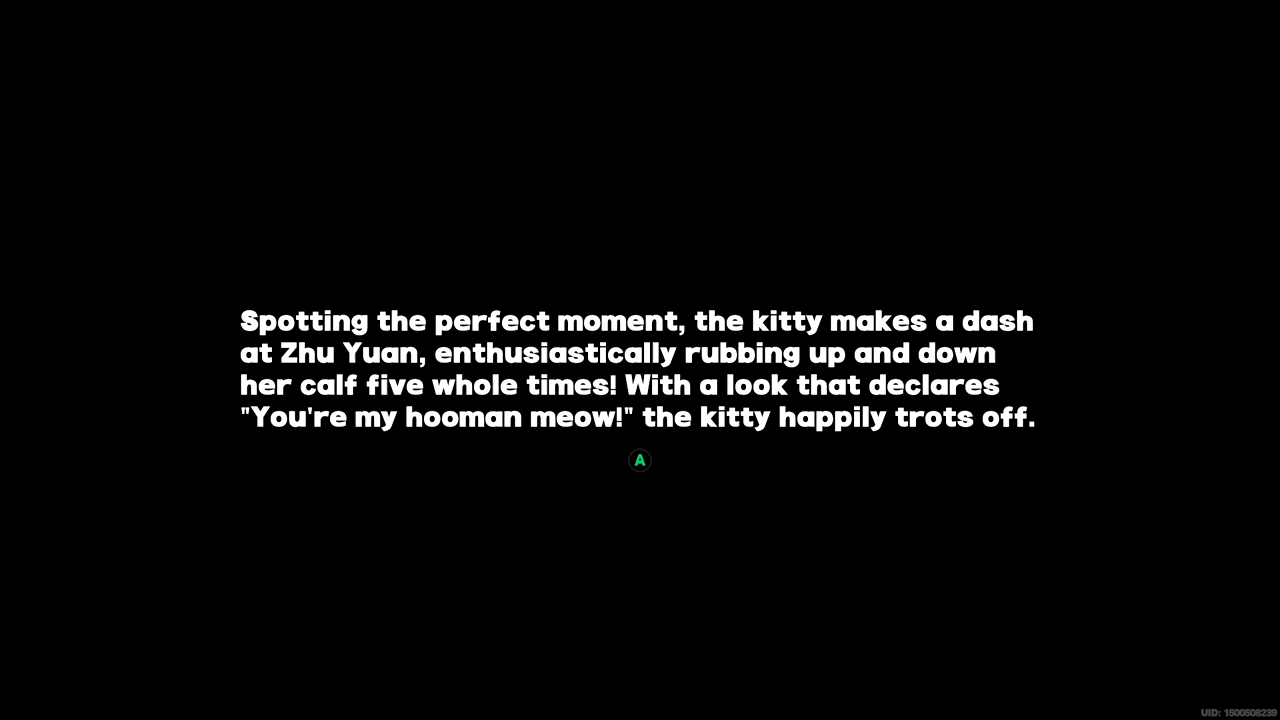 Spotting the perfect moment, the kitty makes a dash
at Zhu Yuan, enthusiastically rubbing up and down
her calf five whole times! With a look that declares
"You're my hooman meow!" the kitty happily trots off.
A
UID: 1500508239